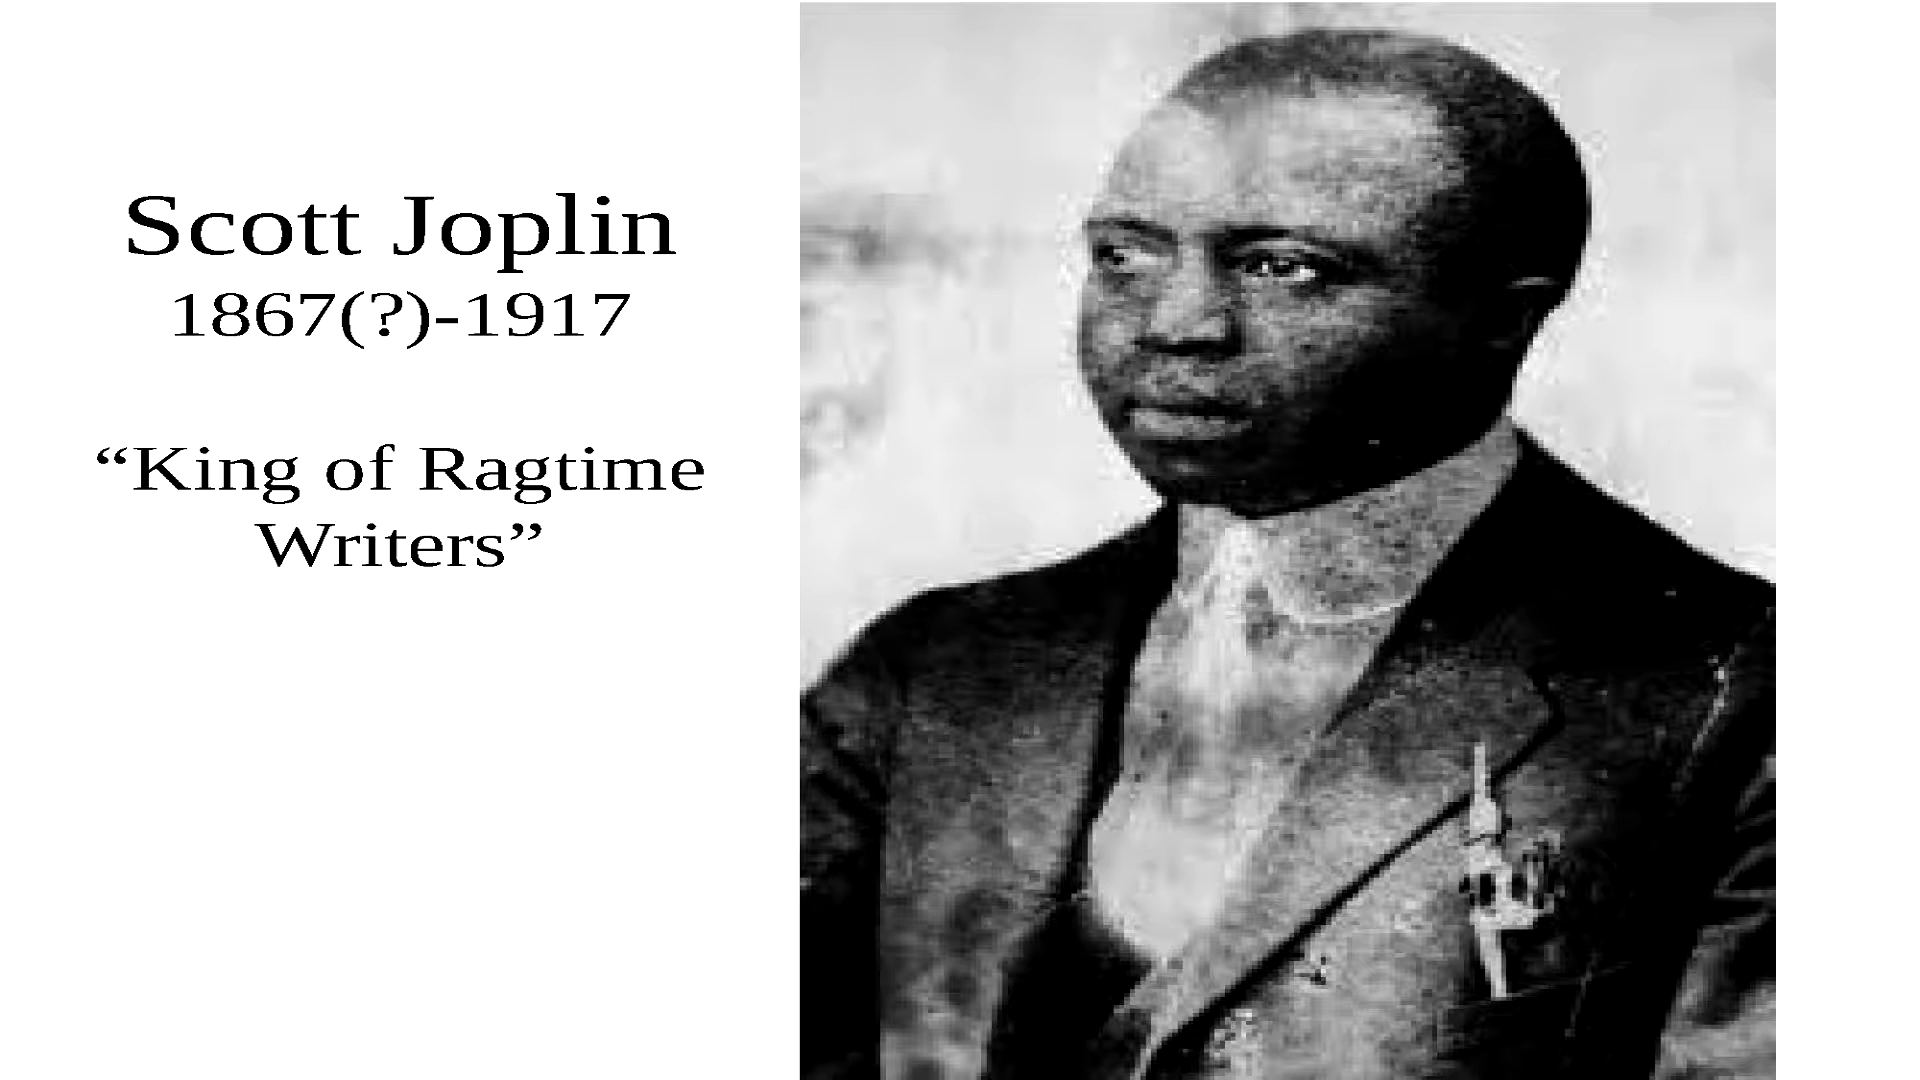 Scott Joplin
1867(?)-1917
“King of Ragtime
Writers”